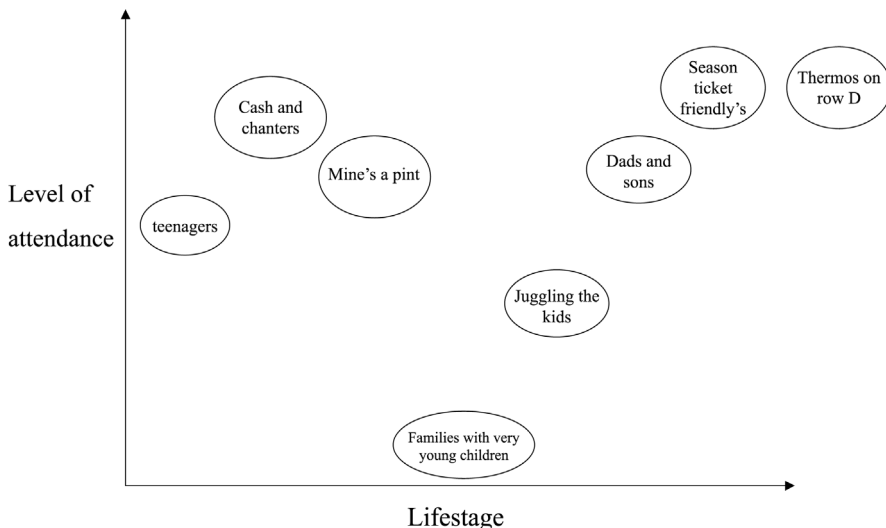 Season
ticket
friendly's
Thermos on
row D
Cash and
chanters
Mine's a pint
Dads and
sons
Level of
attendance
teenagers
Juggling the
kids
Families with very
young children
Lifestage